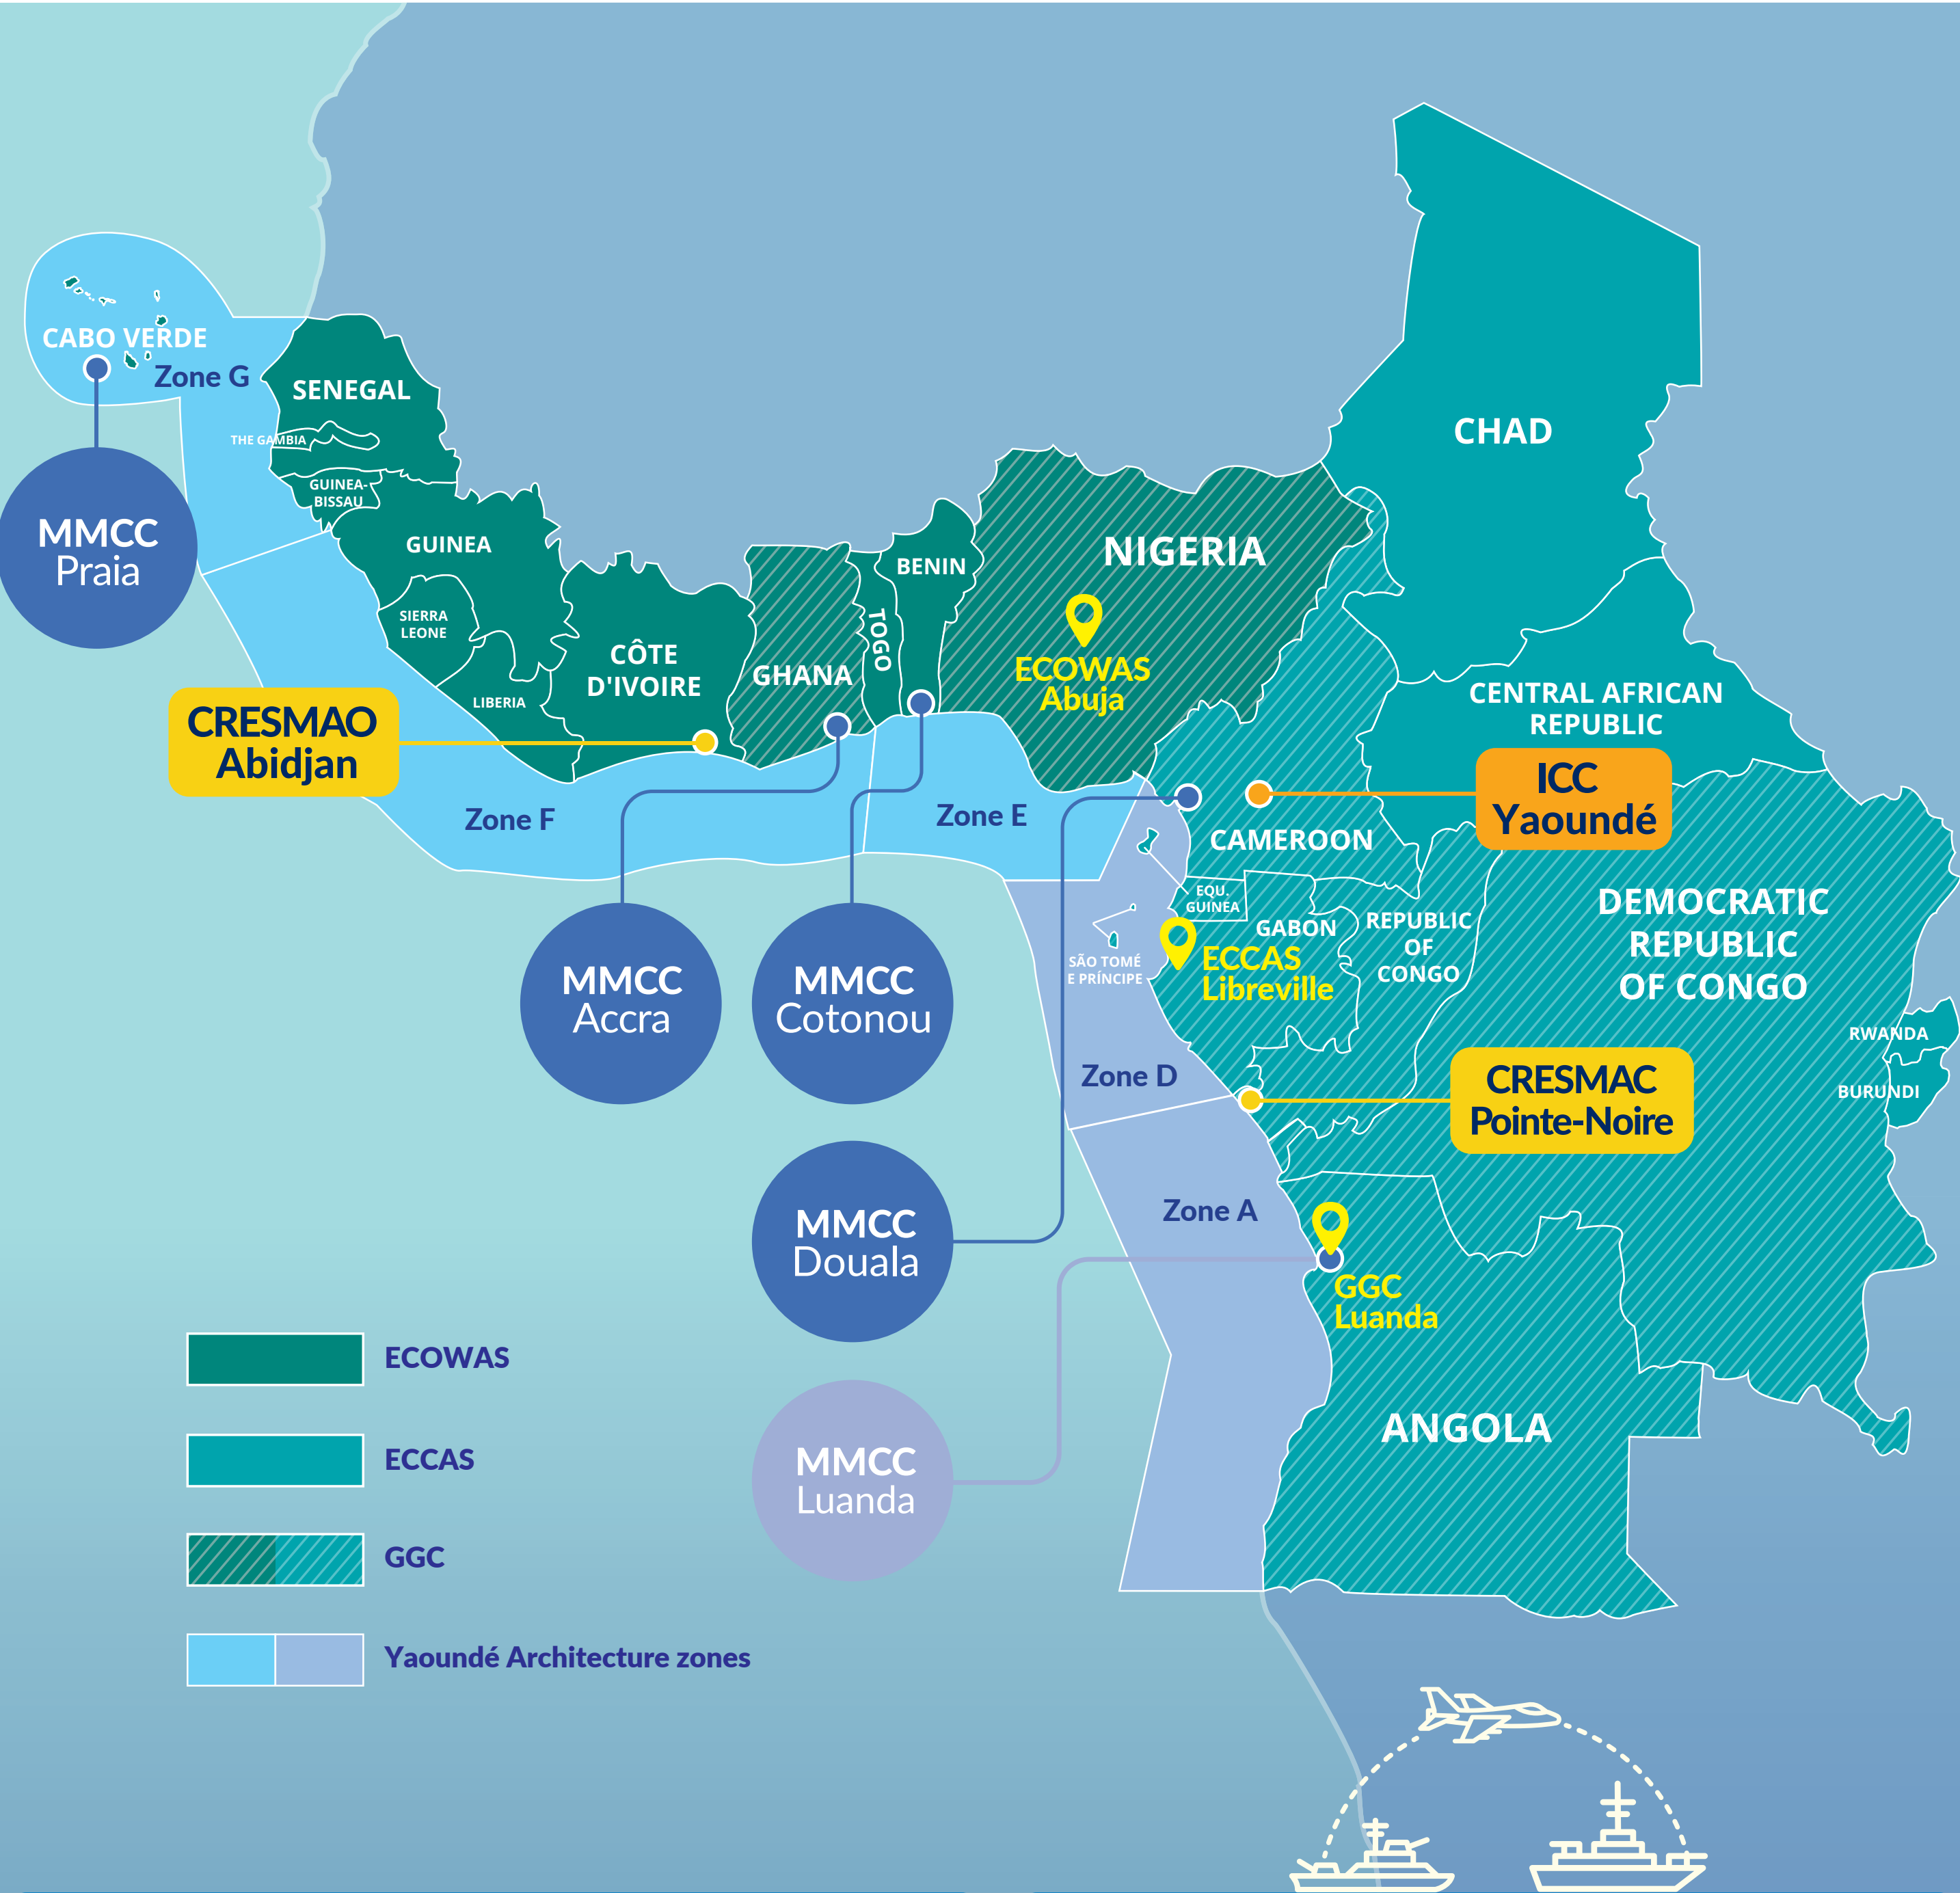 CHAD
CABO VERDE
Zone G
SENEGAL
THE GAMBIA
GUINEA-
BISSAU
MMCC
Praia
GUINEA
BENIN
NIGERIA
SIERRA
LEONE
TOGO
CÔTE
D'IVOIRE
GHANA
ECOWAS
Abuja
LIBERIA
CENTRAL AFRICAN
REPUBLIC
CRESMAO
Abidjan
ICC
Yaoundé
Zone F
Zone E
CAMEROON
EQU.
GUINEA
GABON
REPUBLIC
OF
CONGO
DEMOCRATIC
REPUBLIC
OF CONGO
SÃO TOMÉ
E PRÍNCIPE
ECCAS
Libreville
MMCC
Accra
MMCC
Cotonou
RWANDA
BURUNDI
Zone D
CRESMAC
Pointe-Noire
Zone A
MMCC
Douala
GGC
Luanda
ANGOLA
MMCC
Luanda
ECOWAS
ECCAS
GGC
Yaoundé Architecture zones